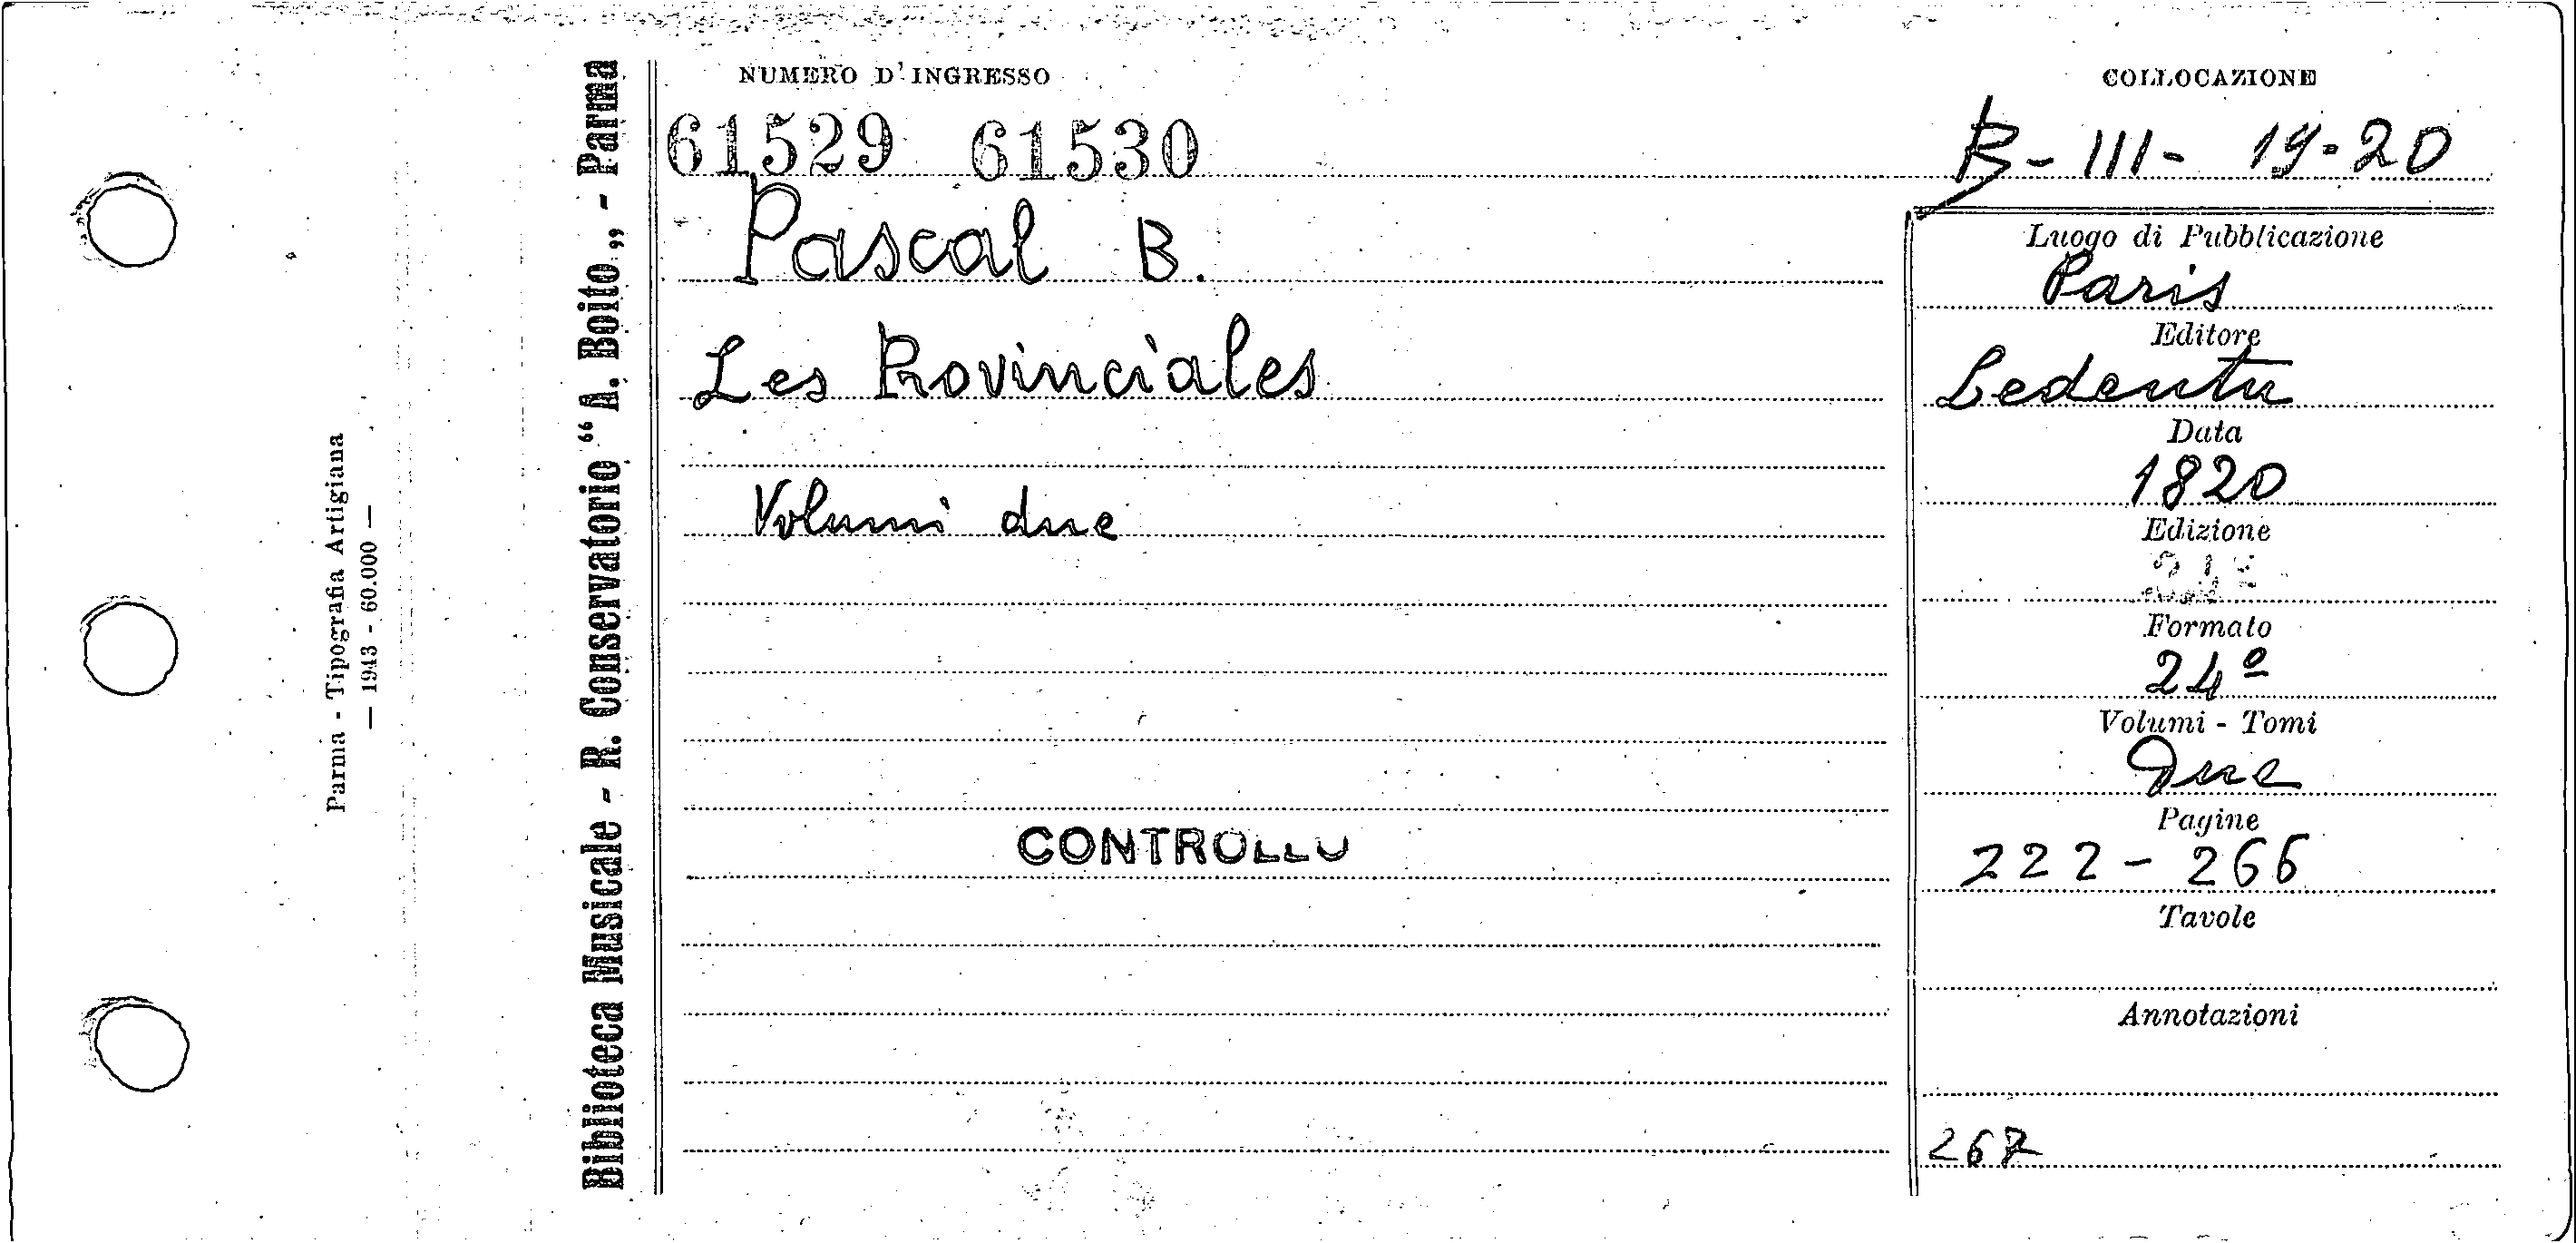 NUMERO D'INGRESSO
COLLOCAZIONE
61529 61530
B - III - 19-20
Pascal B.
Les Provinciales
Volumi due
CONTROLLO
Luogo di Pubblicazione
Paris
Editore
Ledentu
Data
1820
Edizione
Formato
24º
Volumi - Tomi
Due
Pagine
222 - 266
Tavole
Annotazioni
267
Biblioteca Musicale - R. Conservatorio “A. Boito„ - Parma
Parma - Tipografia Artigiana
— 1943 - 60.000 —